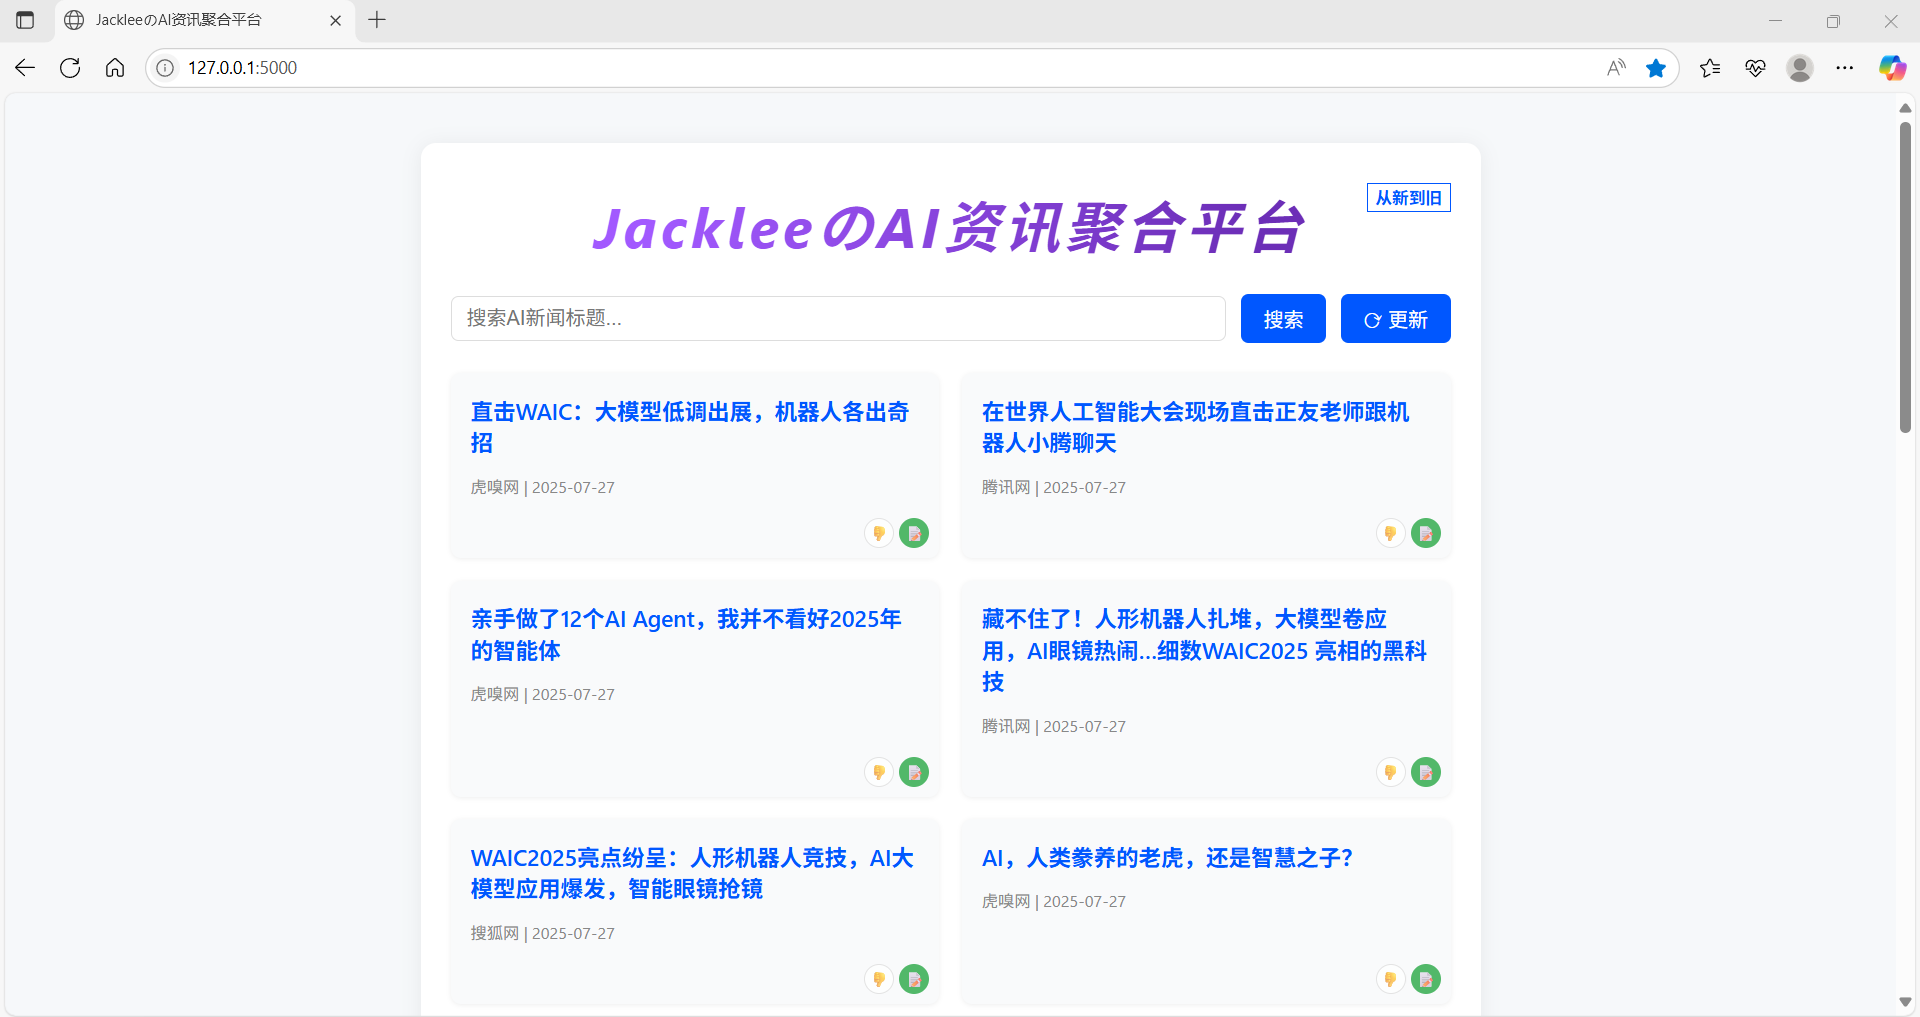 JackleeのAI资讯聚合平台
127.0.0.1:5000
从新到旧
JackleeのAI资讯聚合平台
搜索AI新闻标题...
搜索
更新
直击WAIC：大模型低调出展，机器人各出奇
招
虎嗅网 | 2025-07-27
在世界人工智能大会现场直击正友老师跟机
器人小腾聊天
腾讯网 | 2025-07-27
亲手做了12个AI Agent，我并不看好2025年
的智能体
虎嗅网 | 2025-07-27
藏不住了！人形机器人扎堆，大模型卷应
用，AI眼镜热闹...细数WAIC2025 亮相的黑科
技
腾讯网 | 2025-07-27
WAIC2025亮点纷呈：人形机器人竞技，AI大
模型应用爆发，智能眼镜抢镜
搜狐网 | 2025-07-27
AI，人类豢养的老虎，还是智慧之子？
虎嗅网 | 2025-07-27